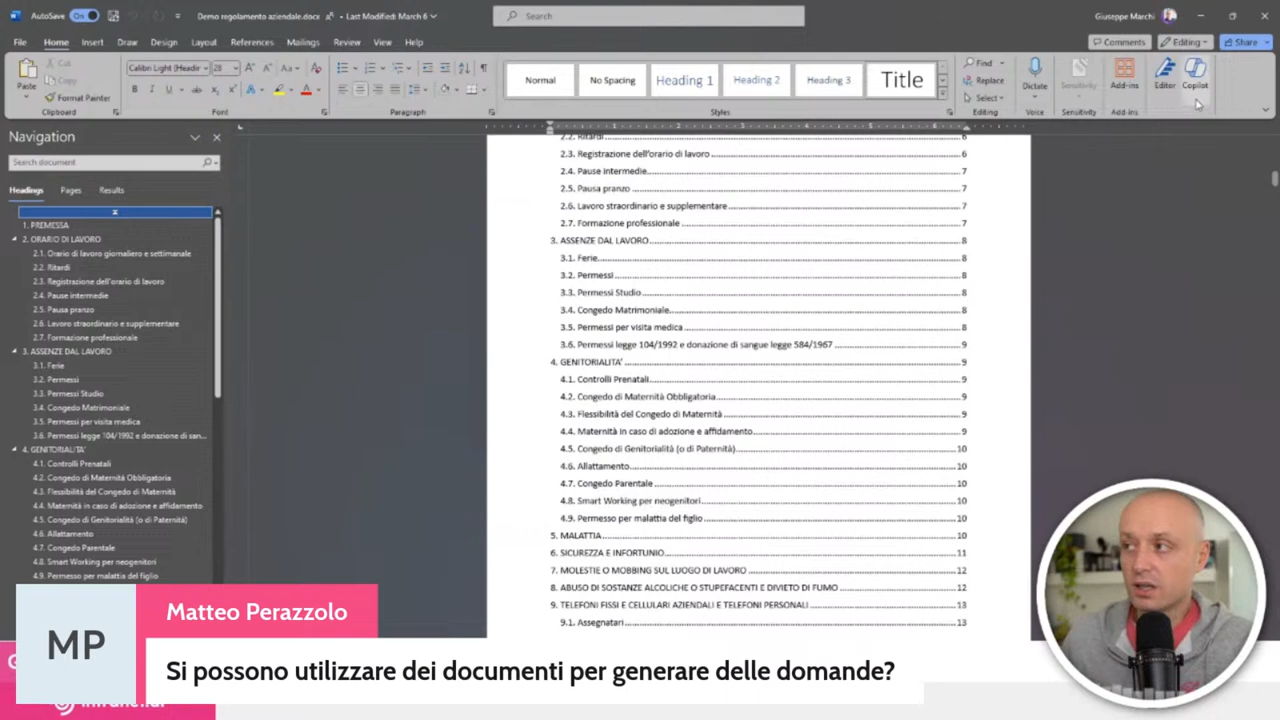 AutoSave On Demo regolamento aziendale.docx • Last Modified: March 6 Search Giuseppe Marchi
File Home Insert Draw Design Layout References Mailings Review View Help Comments Editing Share
Paste Cut Copy Format Painter
Calibri Light (Headir 28
Normal No Spacing Heading 1 Heading 2 Heading 3 Title
Find Replace Select
Dictate Sensitivity Add-ins Editor Copilot
Clipboard Font Paragraph Styles Editing Voice Sensitivity Add-ins
Navigation
Search document
Headings Pages Results
1. PREMESSA
2. ORARIO DI LAVORO
2.1. Orario di lavoro giornaliero e settimanale
2.2. Ritardi
2.3. Registrazione dell'orario di lavoro
2.4. Pause intermedie
2.5. Pausa pranzo
2.6. Lavoro straordinario e supplementare
2.7. Formazione professionale
3. ASSENZE DAL LAVORO
3.1. Ferie
3.2. Permessi
3.3. Permessi Studio
3.4. Congedo Matrimoniale
3.5. Permessi per visita medica
3.6. Permessi legge 104/1992 e donazione di san...
4. GENITORIALITA'
4.1. Controlli Prenatali
4.2. Congedo di Maternità Obbligatoria
4.3. Flessibilità del Congedo di Maternità
4.4. Maternità in caso di adozione e affidamento
4.5. Congedo di Genitorialità (o di Paternità)
4.6. Allattamento
4.7. Congedo Parentale
4.8. Smart Working per neogenitori
4.9. Permesso per malattia del figlio
2.2. Ritardi 6
2.3. Registrazione dell'orario di lavoro 6
2.4. Pause intermedie 7
2.5. Pausa pranzo 7
2.6. Lavoro straordinario e supplementare 7
2.7. Formazione professionale 7
3. ASSENZE DAL LAVORO 8
3.1. Ferie 8
3.2. Permessi 8
3.3. Permessi Studio 8
3.4. Congedo Matrimoniale 8
3.5. Permessi per visita medica 8
3.6. Permessi legge 104/1992 e donazione di sangue legge 584/1967 9
4. GENITORIALITA' 9
4.1. Controlli Prenatali 9
4.2. Congedo di Maternità Obbligatoria 9
4.3. Flessibilità del Congedo di Maternità 9
4.4. Maternità in caso di adozione e affidamento 9
4.5. Congedo di Genitorialità (o di Paternità) 10
4.6. Allattamento 10
4.7. Congedo Parentale 10
4.8. Smart Working per neogenitori 10
4.9. Permesso per malattia del figlio 10
5. MALATTIA 10
6. SICUREZZA E INFORTUNIO 11
7. MOLESTIE O MOBBING SUL LUOGO DI LAVORO 12
8. ABUSO DI SOSTANZE ALCOLICHE O STUPEFACENTI E DIVIETO DI FUMO 12
9. TELEFONI FISSI E CELLULARI AZIENDALI E TELEFONI PERSONALI 13
9.1. Assegnatari 13
MP
Matteo Perazzolo
Si possono utilizzare dei documenti per generare delle domande?